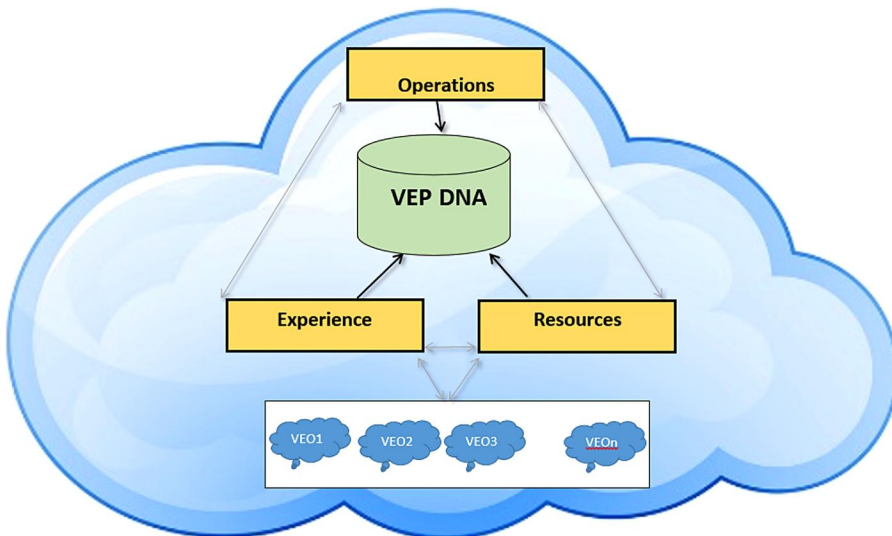 Operations
VEP DNA
Experience
Resources
VEO1
VEO2
VEO3
VEOn